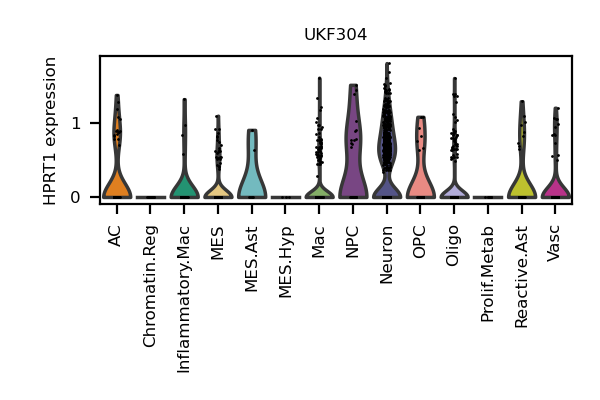 UKF304
HPRT1 expression
1
0
AC
Chromatin.Reg
Inflammatory.Mac
MES
MES.Ast
MES.Hyp
Mac
NPC
Neuron
OPC
Oligo
Prolif.Metab
Reactive.Ast
Vasc